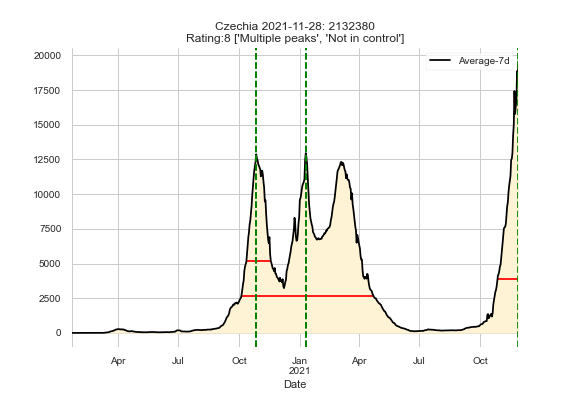 Czechia 2021-11-28: 2132380
Rating:8 ['Multiple peaks', 'Not in control']
Average-7d
20000
17500
15000
12500
10000
7500
5000
2500
0
Apr Jul Oct Jan Apr Jul Oct
2021
Date